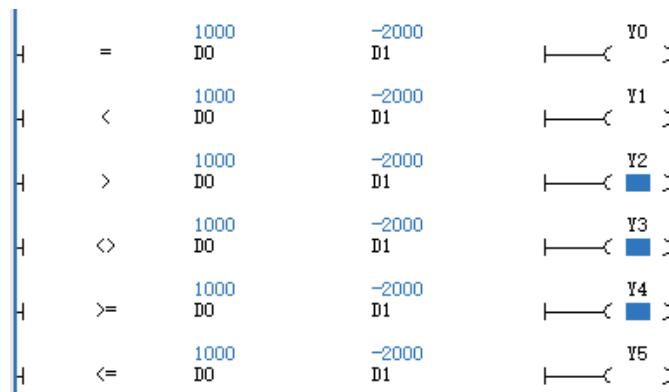 1000 -2000 Y0
= D0 D1
1000 -2000 Y1
< D0 D1
1000 -2000 Y2
> D0 D1
1000 -2000 Y3
<> D0 D1
1000 -2000 Y4
>= D0 D1
1000 -2000 Y5
<= D0 D1